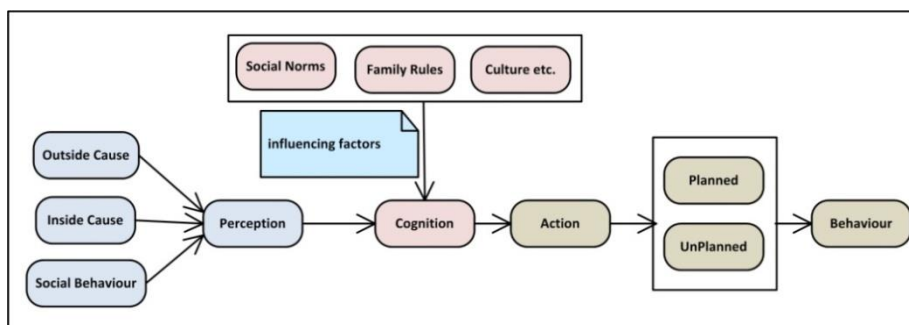 Social Norms
Family Rules
Culture etc.
influencing factors
Outside Cause
Inside Cause
Social Behaviour
Perception
Cognition
Action
Planned
UnPlanned
Behaviour